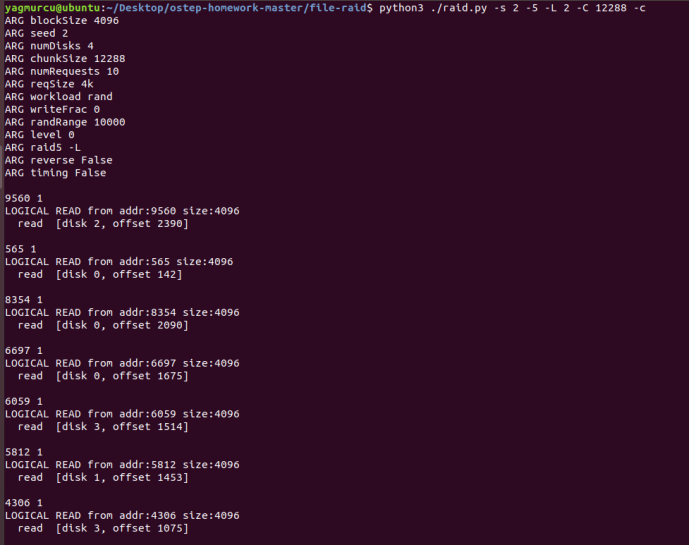 yagmurcu@ubuntu:~/Desktop/ostep-homework-master/file-raid$ python3 ./raid.py -s 2 -5 -L 2 -C 12288 -c
ARG blockSize 4096
ARG seed 2
ARG numDisks 4
ARG chunkSize 12288
ARG numRequests 10
ARG reqSize 4k
ARG workload rand
ARG writeFrac 0
ARG randRange 10000
ARG level 0
ARG raid5 -L
ARG reverse False
ARG timing False

9560 1
LOGICAL READ from addr:9560 size:4096
  read  [disk 2, offset 2390]

565 1
LOGICAL READ from addr:565 size:4096
  read  [disk 0, offset 142]

8354 1
LOGICAL READ from addr:8354 size:4096
  read  [disk 0, offset 2090]

6697 1
LOGICAL READ from addr:6697 size:4096
  read  [disk 0, offset 1675]

6059 1
LOGICAL READ from addr:6059 size:4096
  read  [disk 3, offset 1514]

5812 1
LOGICAL READ from addr:5812 size:4096
  read  [disk 1, offset 1453]

4306 1
LOGICAL READ from addr:4306 size:4096
  read  [disk 3, offset 1075]